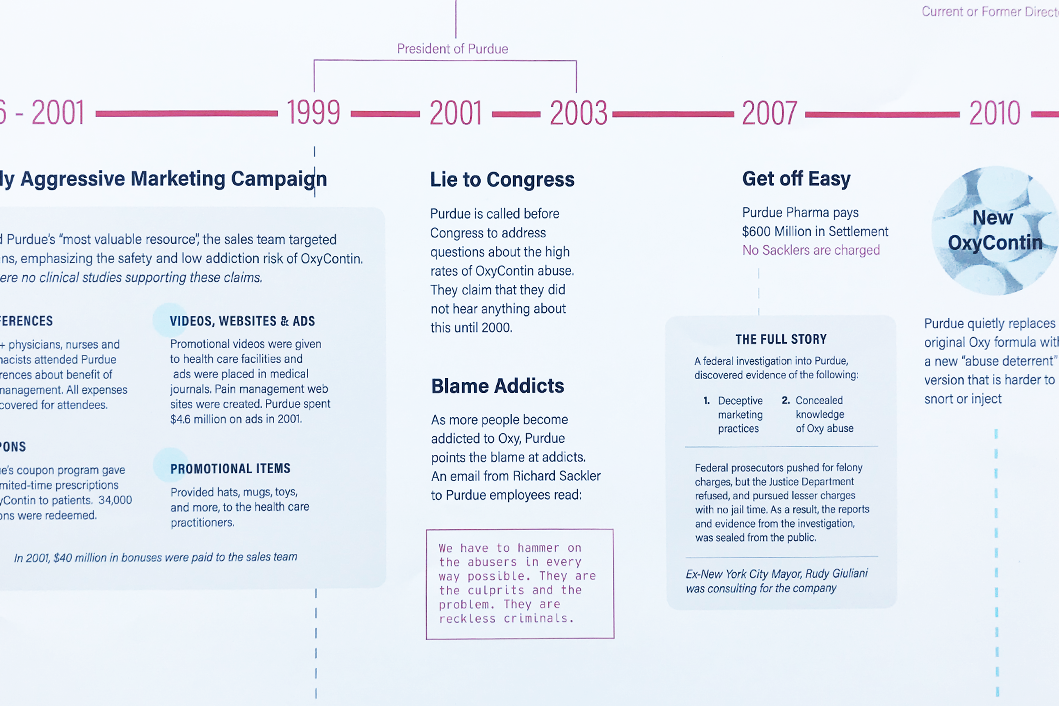 Current or Former
President of Purdue
- 2001
1999
2001
2003
2007
2010
Aggressive Marketing Campaign
Purdue's "most valuable resource", the sales team targeted
emphasizing the safety and low addiction risk of OxyContin.
no clinical studies supporting these claims.
physicians, nurses and
attended Purdue
about benefit of
management. All expenses
covered for attendees.
coupon program gave
prescriptions
to patients. 34,000
were redeemed.
VIDEOS, WEBSITES & ADS
Promotional videos were given
to health care facilities and
ads were placed in medical
journals. Pain management web
sites were created. Purdue spent
$4.6 million on ads in 2001.
PROMOTIONAL ITEMS
Provided hats, mugs, toys,
and more, to the health care
practitioners.
In 2001, $40 million in bonuses were paid to the sales team
Lie to Congress
Purdue is called before
Congress to address
questions about the high
rates of OxyContin abuse.
They claim that they did
not hear anything about
this until 2000.
Blame Addicts
As more people become
addicted to Oxy, Purdue
points the blame at addicts.
An email from Richard Sackler
to Purdue employees read:
We have to hammer on
the abusers in every
way possible. They are
the culprits and the
problem. They are
reckless criminals.
Get off Easy
Purdue Pharma pays
$600 Million in Settlement
No Sacklers are charged
THE FULL STORY
A federal investigation into Purdue,
discovered evidence of the following:
1. Deceptive
marketing
practices
2. Concealed
knowledge
of Oxy abuse
Federal prosecutors pushed for felony
charges, but the Justice Department
refused, and pursued lesser charges
with no jail time. As a result, the reports
and evidence from the investigation,
was sealed from the public.
Ex-New York City Mayor, Rudy Giuliani
was consulting for the company
New
OxyContin
Purdue quietly replaces
original Oxy formula with
a new "abuse deterrent"
version that is harder to
snort or inject